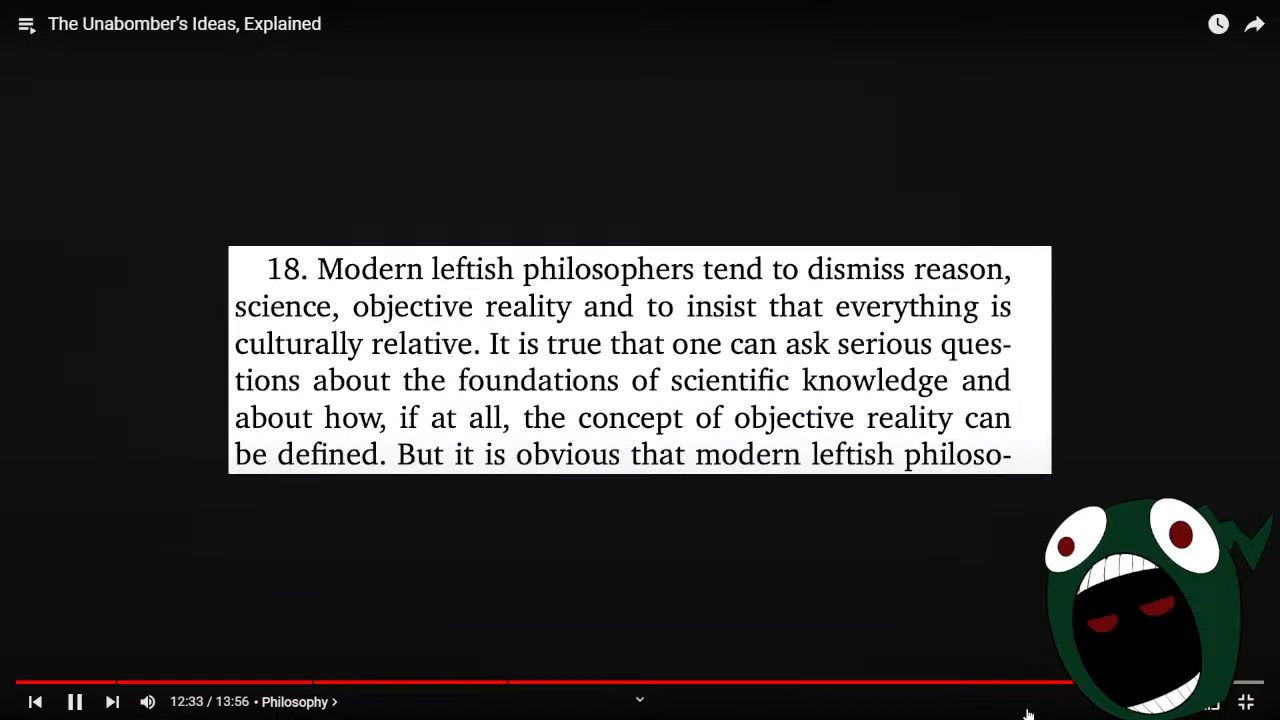 The Unabomber’s Ideas, Explained
18. Modern leftish philosophers tend to dismiss reason,
science, objective reality and to insist that everything is
culturally relative. It is true that one can ask serious ques-
tions about the foundations of scientific knowledge and
about how, if at all, the concept of objective reality can
be defined. But it is obvious that modern leftish philoso-
12:33 / 13:56 • Philosophy >